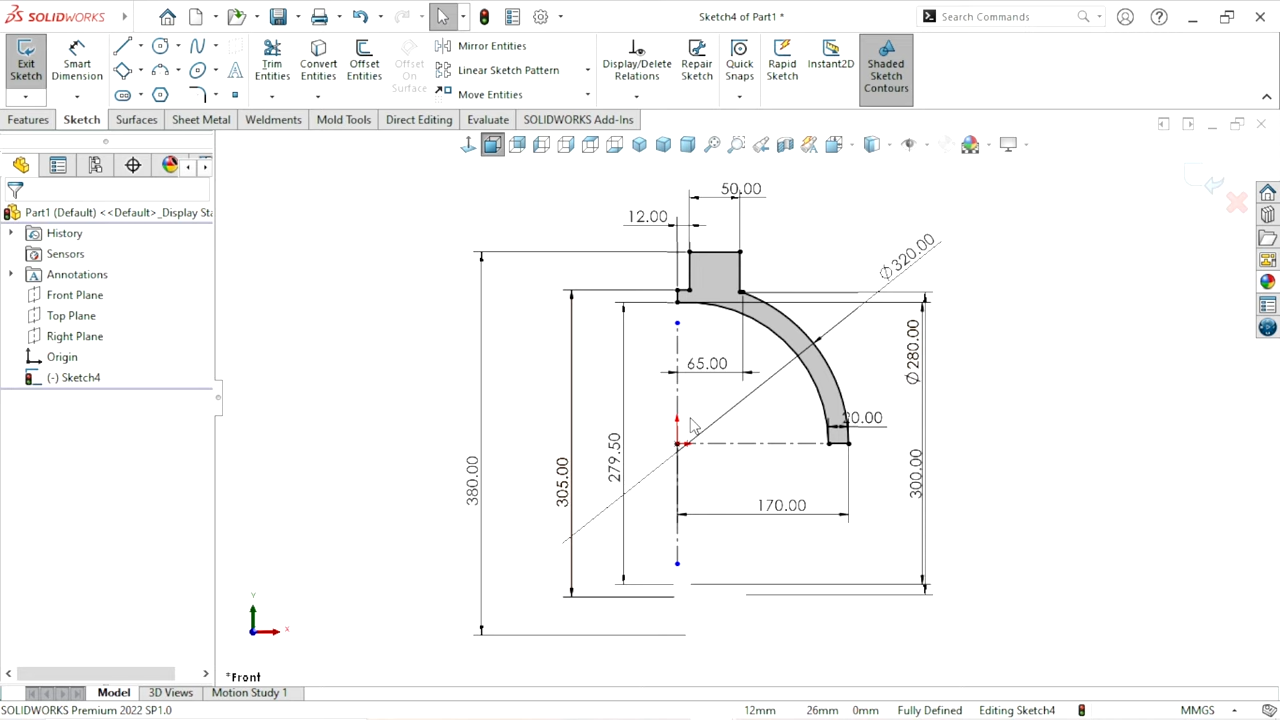 SOLIDWORKS
Sketch4 of Part1 *
Search Commands
Exit Sketch
Smart Dimension
Trim Entities
Convert Entities
Offset Entities
Offset On Surface
Mirror Entities
Linear Sketch Pattern
Move Entities
Display/Delete Relations
Repair Sketch
Quick Snaps
Rapid Sketch
Instant2D
Shaded Sketch Contours
Features
Sketch
Surfaces
Sheet Metal
Weldments
Mold Tools
Direct Editing
Evaluate
SOLIDWORKS Add-Ins
Part1 (Default) <<Default>_Display Sta
History
Sensors
Annotations
Front Plane
Top Plane
Right Plane
Origin
(-) Sketch4
50.00
12.00
Ø320.00
Ø280.00
65.00
20.00
279.50
305.00
380.00
300.00
170.00
Y
X
*Front
Model
3D Views
Motion Study 1
SOLIDWORKS Premium 2022 SP1.0
12mm
26mm
0mm
Fully Defined
Editing Sketch4
MMGS